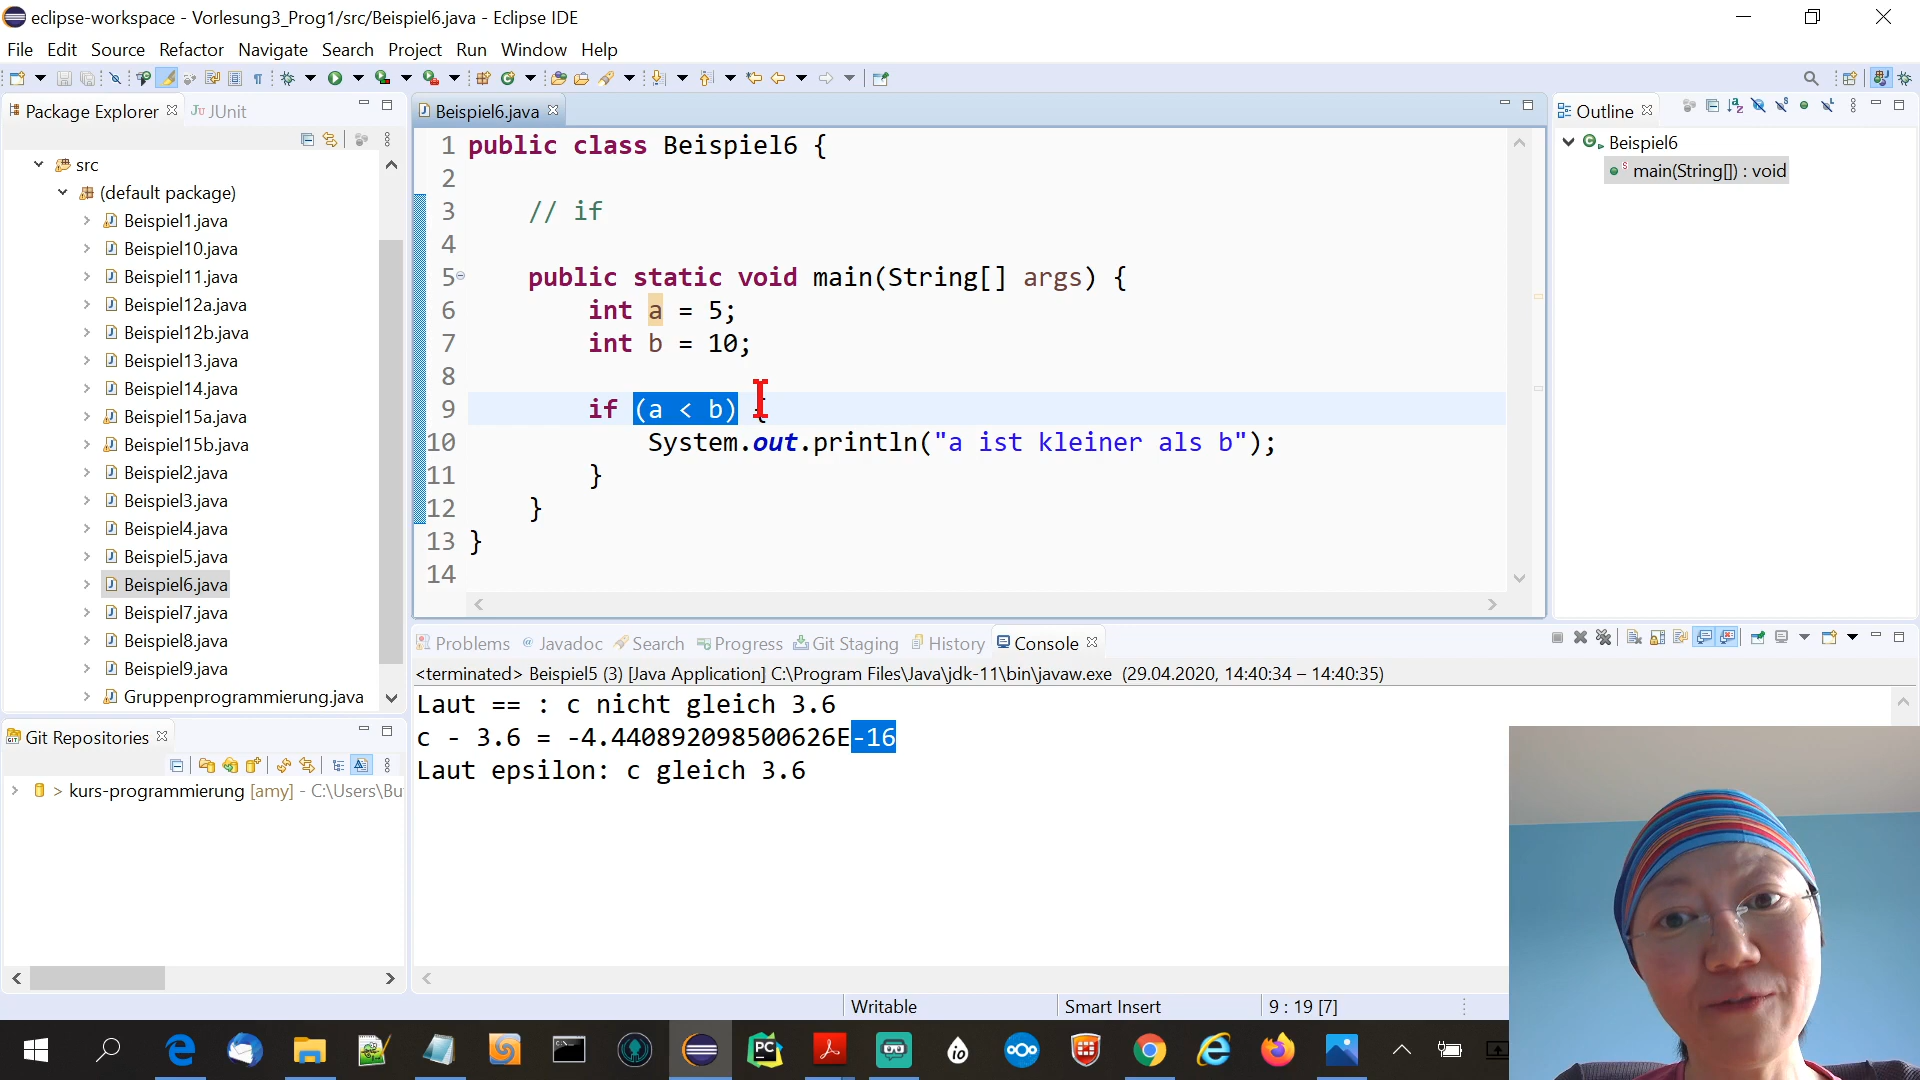 eclipse-workspace - Vorlesung3_Prog1/src/Beispiel6.java - Eclipse IDE
File Edit Source Refactor Navigate Search Project Run Window Help
Package Explorer
JUnit
src
(default package)
Beispiel1.java
Beispiel10.java
Beispiel11.java
Beispiel12a.java
Beispiel12b.java
Beispiel13.java
Beispiel14.java
Beispiel15a.java
Beispiel15b.java
Beispiel2.java
Beispiel3.java
Beispiel4.java
Beispiel5.java
Beispiel6.java
Beispiel7.java
Beispiel8.java
Beispiel9.java
Gruppenprogrammierung.java
Git Repositories
> kurs-programmierung [amy] - C:\Users\Bu
Beispiel6.java
1 public class Beispiel6 {
2
3 // if
4
5 public static void main(String[] args) {
6 int a = 5;
7 int b = 10;
8
9 if (a < b) {
10 System.out.println("a ist kleiner als b");
11 }
12 }
13 }
14
Outline
Beispiel6
main(String[]) : void
Problems Javadoc Search Progress Git Staging History Console
<terminated> Beispiel5 (3) [Java Application] C:\Program Files\Java\jdk-11\bin\javaw.exe (29.04.2020, 14:40:34 – 14:40:35)
Laut == : c nicht gleich 3.6
c - 3.6 = -4.440892098500626E-16
Laut epsilon: c gleich 3.6
Writable Smart Insert 9 : 19 [7]
PC
io